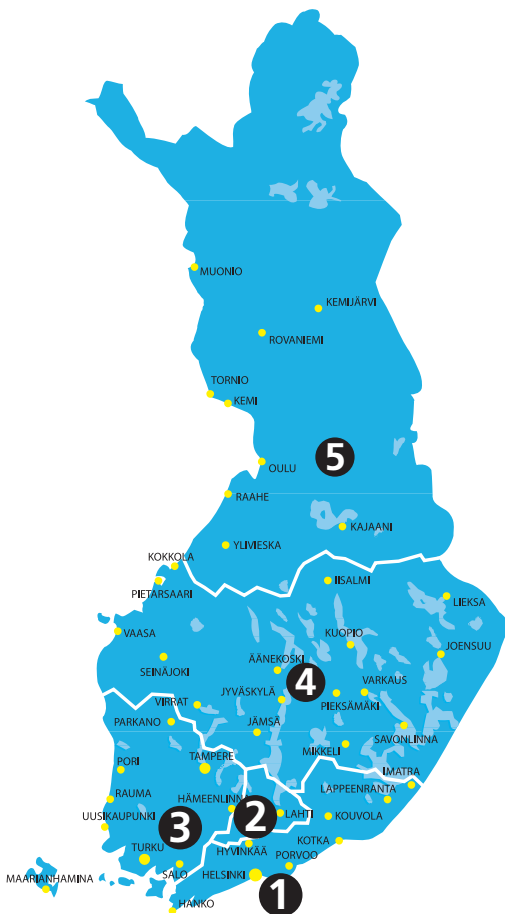 MUONIO
KEMIJÄRVI
ROVANIEMI
TORNIO
KEMI
5
OULU
RAAHE
KAJAANI
YLIVIESKA
KOKKOLA
IISALMI
PIETARSAARI
LIEKSA
VAASA
KUOPIO
JOENSUU
SEINÄJOKI
ÄÄNEKOSKI
4
JYVÄSKYLÄ
VARKAUS
VIRRAT
PIEKSÄMÄKI
PARKANO
JÄMSÄ
SAVONLINNA
MIKKELI
TAMPERE
PORI
IMATRA
LAPPEENRANTA
RAUMA
HÄMEENLINNA
2
LAHTI
UUSIKAUPUNKI
3
KOUVOLA
KOTKA
TURKU
HYVINKÄÄ
PORVOO
SALO
HELSINKI
MAARIANHAMINA
1
HANKO